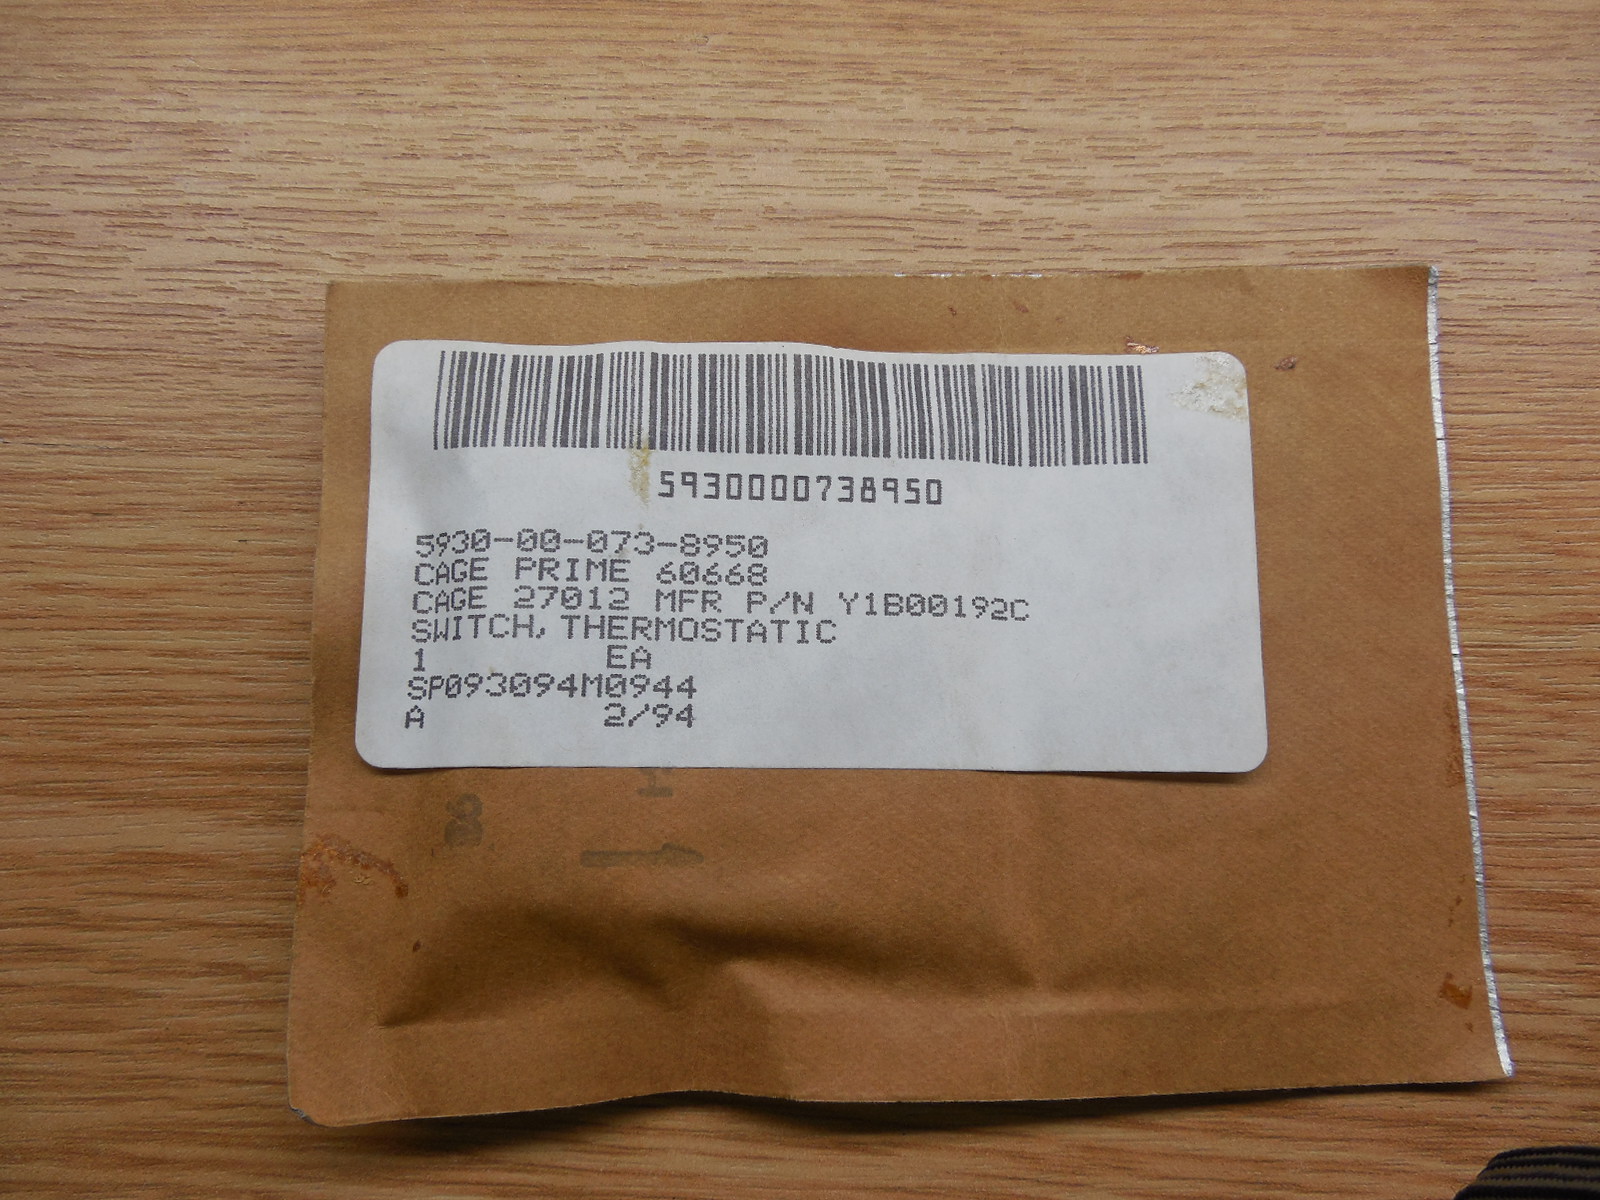 5930000738950
5930-00-073-8950
CAGE PRIME 60668
CAGE 27012 MFR P/N Y1B00192C
SWITCH, THERMOSTATIC
1 EA
SP093094M0944
A 2/94